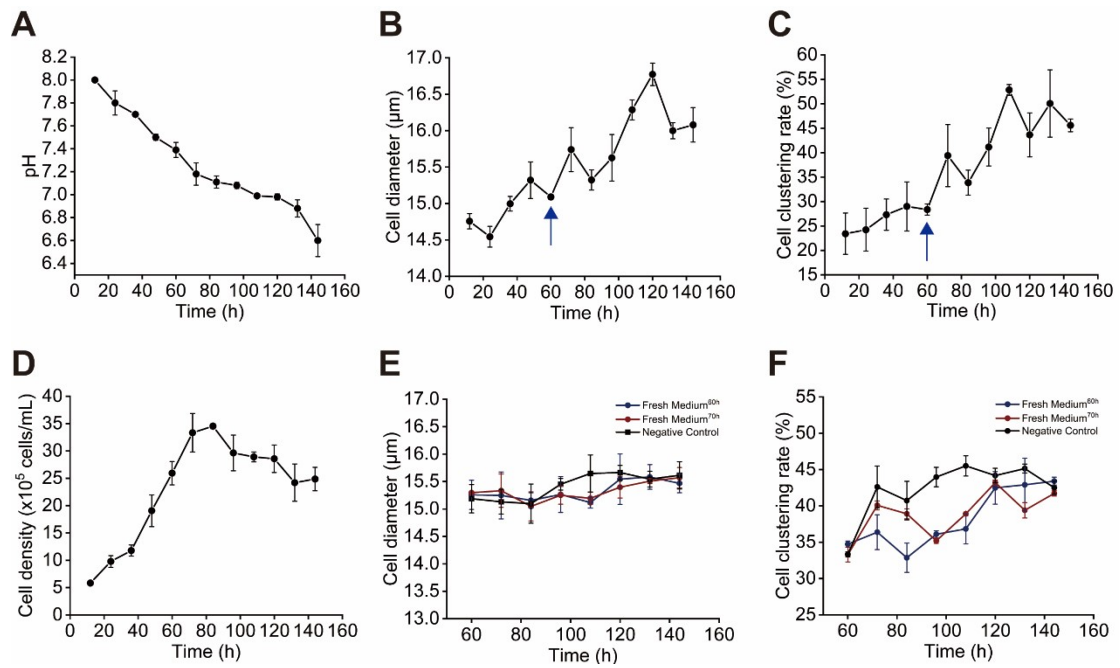 A
pH
8.2
8.0
7.8
7.6
7.4
7.2
7.0
6.8
6.6
6.4
0 20 40 60 80 100 120 140 160
Time (h)
B
Cell diameter (µm)
17.0
16.5
16.0
15.5
15.0
14.5
14.0
0 20 40 60 80 100 120 140 160
Time (h)
C
Cell clustering rate (%)
60
55
50
45
40
35
30
25
20
15
0 20 40 60 80 100 120 140 160
Time (h)
D
Cell density (x10⁵ cells/mL)
40
35
30
25
20
15
10
5
0
0 20 40 60 80 100 120 140 160
Time (h)
E
Cell diameter (µm)
17.0
16.5
16.0
15.5
15.0
14.5
14.0
13.5
13.0
Fresh Medium⁶⁰ʰ
Fresh Medium⁷⁰ʰ
Negative Control
60 80 100 120 140 160
Time (h)
F
Cell clustering rate (%)
55
50
45
40
35
30
25
Fresh Medium⁶⁰ʰ
Fresh Medium⁷⁰ʰ
Negative Control
60 80 100 120 140 160
Time (h)